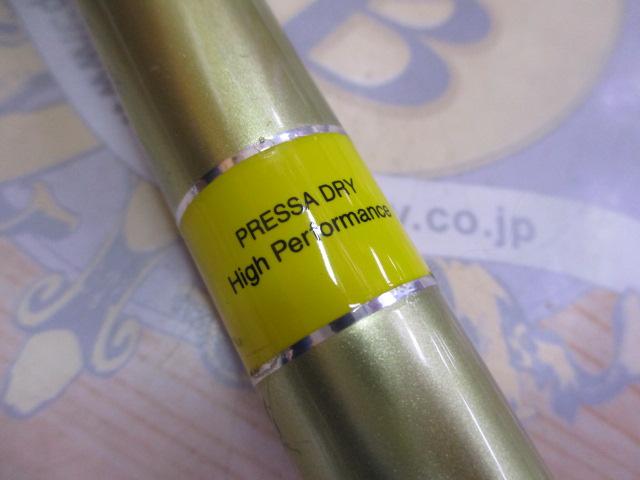 B
PRESSA DRY
High Performance
y.co.jp